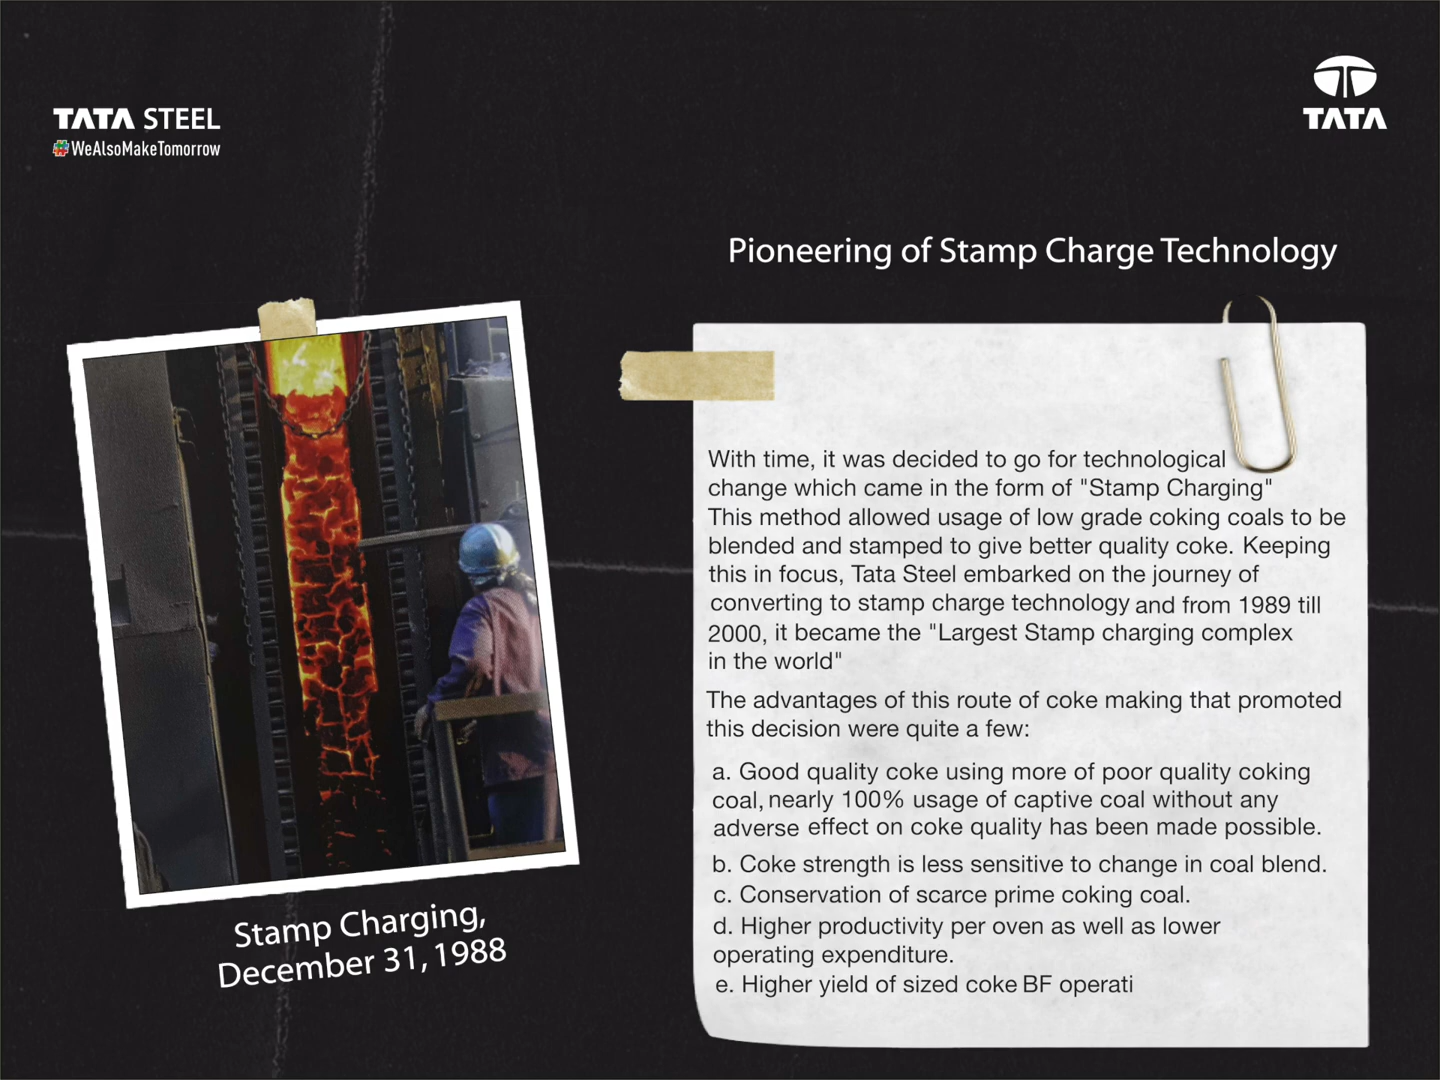 TATA STEEL
#WeAlsoMakeTomorrow
TATA
Pioneering of Stamp Charge Technology
With time, it was decided to go for technological
change which came in the form of "Stamp Charging"
This method allowed usage of low grade coking coals to be
blended and stamped to give better quality coke. Keeping
this in focus, Tata Steel embarked on the journey of
converting to stamp charge technology and from 1989 till
2000, it became the "Largest Stamp charging complex
in the world"
The advantages of this route of coke making that promoted
this decision were quite a few:
a. Good quality coke using more of poor quality coking
coal, nearly 100% usage of captive coal without any
adverse effect on coke quality has been made possible.
b. Coke strength is less sensitive to change in coal blend.
c. Conservation of scarce prime coking coal.
d. Higher productivity per oven as well as lower
operating expenditure.
e. Higher yield of sized coke BF operati
Stamp Charging,
December 31, 1988